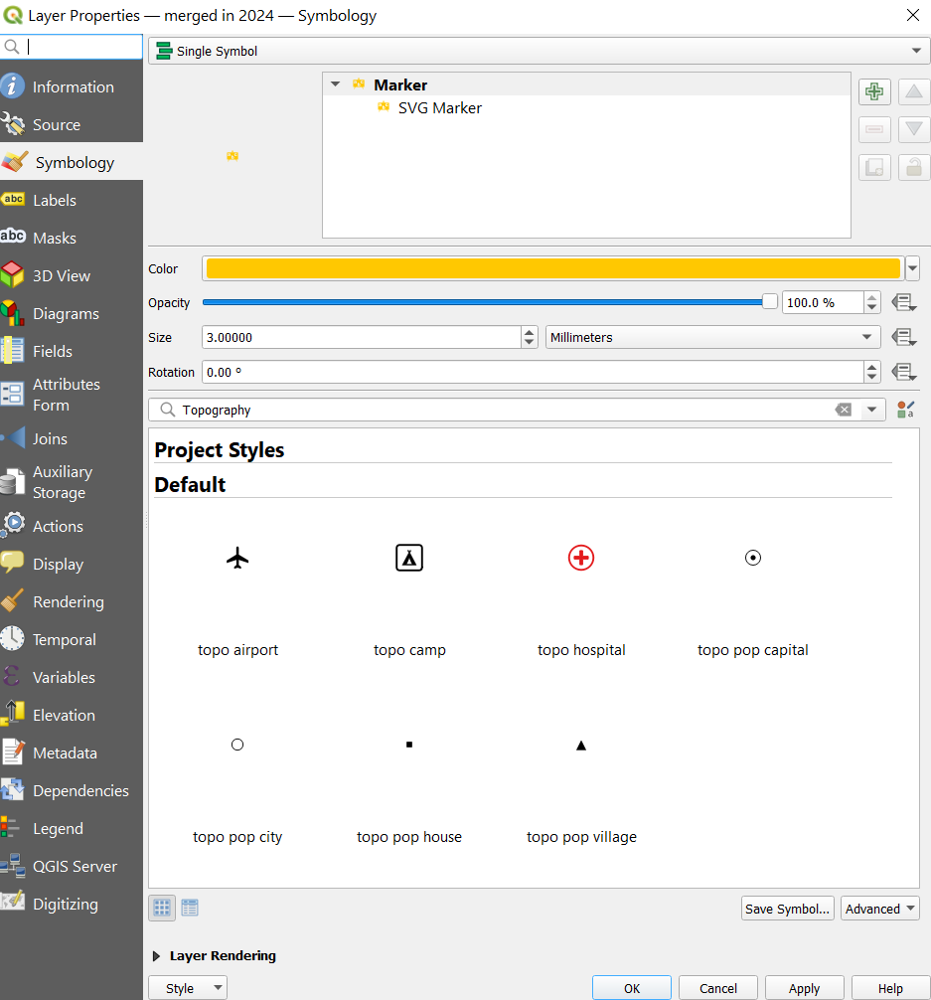 Layer Properties — merged in 2024 — Symbology
Information
Source
Symbology
abc Labels
abc Masks
3D View
Diagrams
Fields
Attributes
Form
Joins
Auxiliary
Storage
Actions
Display
Rendering
Temporal
Variables
Elevation
Metadata
Dependencies
Legend
QGIS Server
Digitizing
Single Symbol
Marker
SVG Marker
Color
Opacity 100.0 %
Size 3.00000 Millimeters
Rotation 0.00 °
Topography
Project Styles
Default
topo airport topo camp topo hospital topo pop capital
topo pop city topo pop house topo pop village
Save Symbol... Advanced
Layer Rendering
Style OK Cancel Apply Help